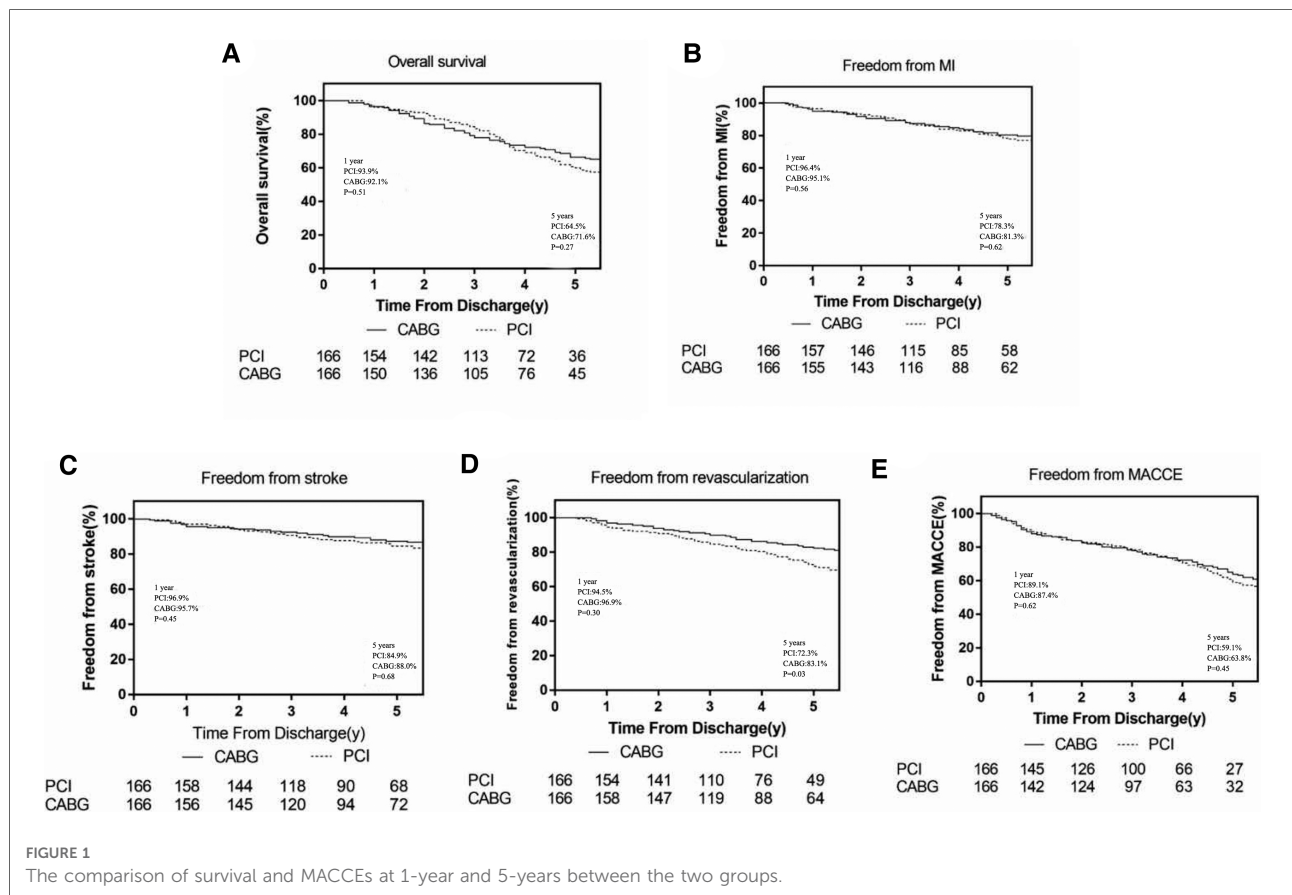 A
Overall survival
Overall survival(%)
100
80
60
40
20
0
1 year
PCI:93.9%
CABG:92.1%
P=0.51
5 years
PCI:64.5%
CABG:71.6%
P=0.27
0 1 2 3 4 5
Time From Discharge(y)
CABG PCI
PCI 166 154 142 113 72 36
CABG 166 150 136 105 76 45
B
Freedom from MI
Freedom from MI(%)
100
80
60
40
20
0
1 year
PCI:96.4%
CABG:95.1%
P=0.56
5 years
PCI:78.3%
CABG:81.3%
P=0.62
0 1 2 3 4 5
Time From Discharge(y)
CABG PCI
PCI 166 157 146 115 85 58
CABG 166 155 143 116 88 62
C
Freedom from stroke
Freedom from stroke(%)
100
80
60
40
20
0
1 year
PCI:96.9%
CABG:95.7%
P=0.45
5 years
PCI:84.9%
CABG:88.0%
P=0.68
0 1 2 3 4 5
Time From Discharge(y)
CABG PCI
PCI 166 158 144 118 90 68
CABG 166 156 145 120 94 72
D
Freedom from revascularization
Freedom from revascularization(%)
100
80
60
40
20
0
1 year
PCI:94.5%
CABG:96.9%
P=0.30
5 years
PCI:72.3%
CABG:83.1%
P=0.03
0 1 2 3 4 5
Time From Discharge(y)
CABG PCI
PCI 166 154 141 110 76 49
CABG 166 158 147 119 88 64
E
Freedom from MACCE
Freedom from MACCE(%)
100
80
60
40
20
0
1 year
PCI:89.1%
CABG:87.4%
P=0.62
5 years
PCI:59.1%
CABG:63.8%
P=0.45
0 1 2 3 4 5
Time From Discharge(y)
CABG PCI
PCI 166 145 126 100 66 27
CABG 166 142 124 97 63 32
FIGURE 1
The comparison of survival and MACCEs at 1-year and 5-years between the two groups.